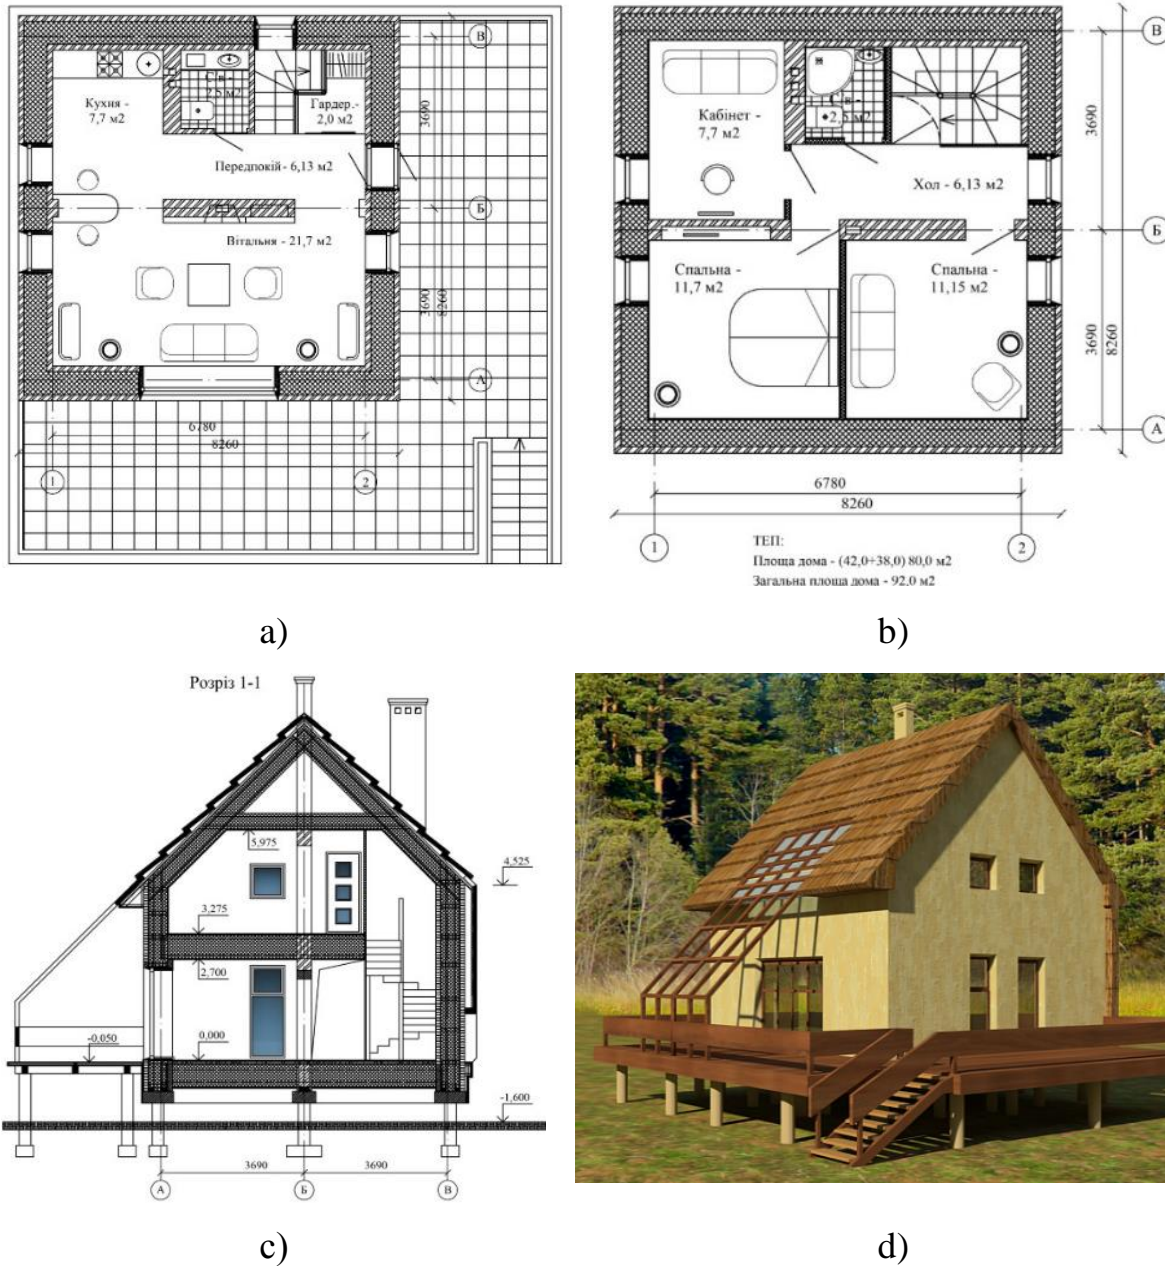 В
Кухня -
7,7 м2
С.в -
2,5 м2
Гардер.-
2,0 м2
3690
Передпокій- 6,13 м2
Б
Вітальня - 21,7 м2
3690
8260
А
6780
8260
1
2
a)
В
Кабінет -
7,7 м2
С.в -
2,5 м2
3690
Хол - 6,13 м2
Б
Спальна -
11,7 м2
Спальна -
11,15 м2
3690
8260
А
6780
8260
1
2
ТЕП:
Площа дома - (42,0+38,0) 80,0 м2
Загальна площа дома - 92,0 м2
b)
Розріз 1-1
5,975
4,525
3,275
2,700
-0,050
0,000
-1,600
3690
3690
А
Б
В
c)
d)